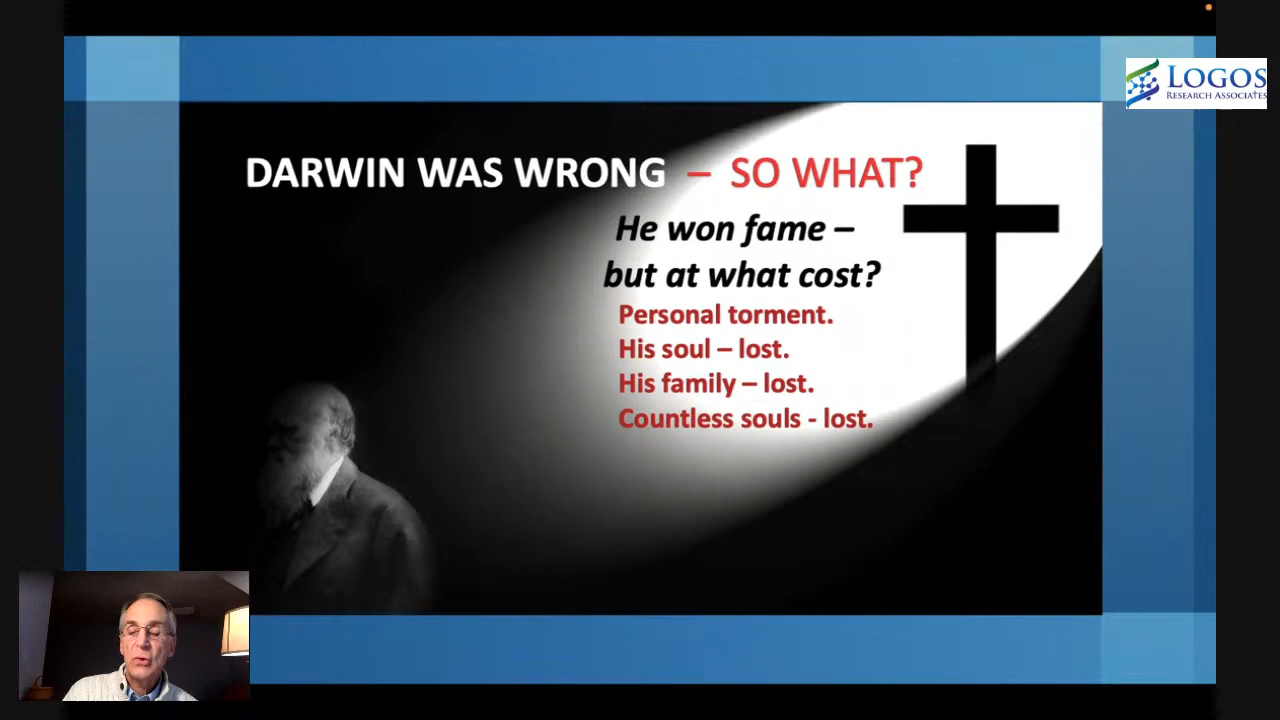 LOGOS
RESEARCH ASSOCIATES
DARWIN WAS WRONG – SO WHAT?
He won fame –
but at what cost?
Personal torment.
His soul – lost.
His family – lost.
Countless souls - lost.